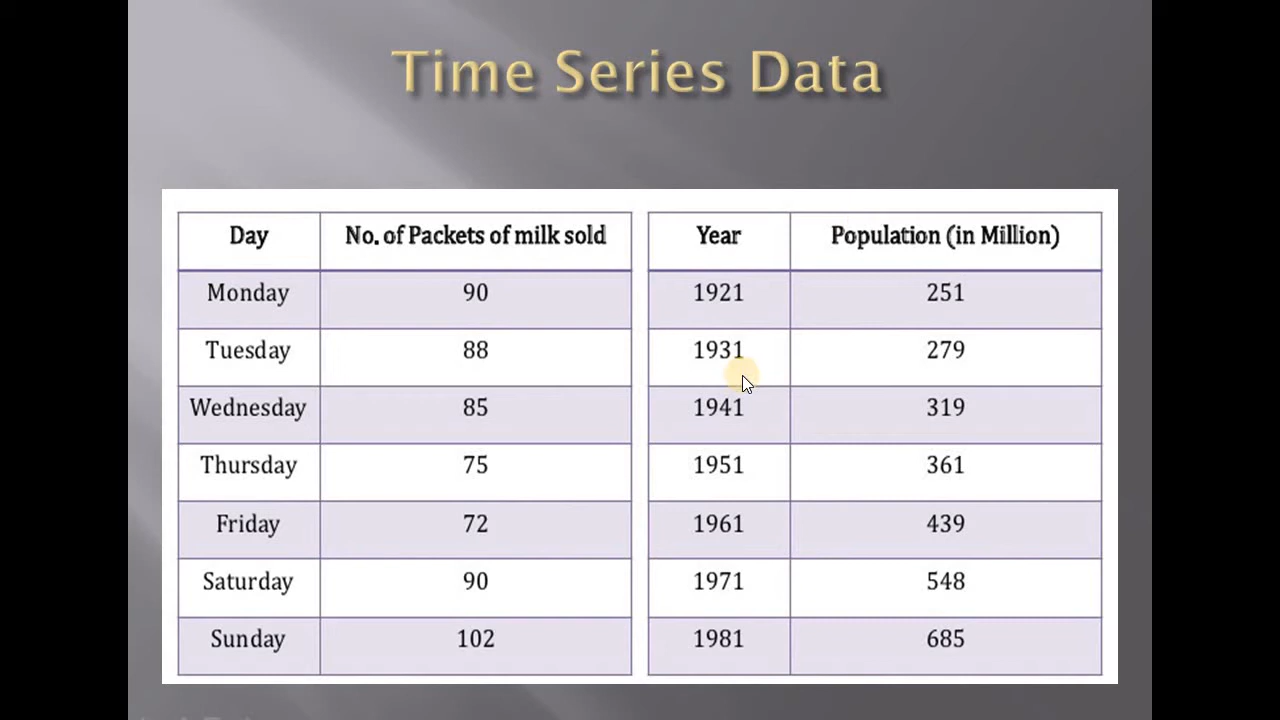 Time Series Data
Day No. of Packets of milk sold
Monday 90
Tuesday 88
Wednesday 85
Thursday 75
Friday 72
Saturday 90
Sunday 102
Year Population (in Million)
1921 251
1931 279
1941 319
1951 361
1961 439
1971 548
1981 685